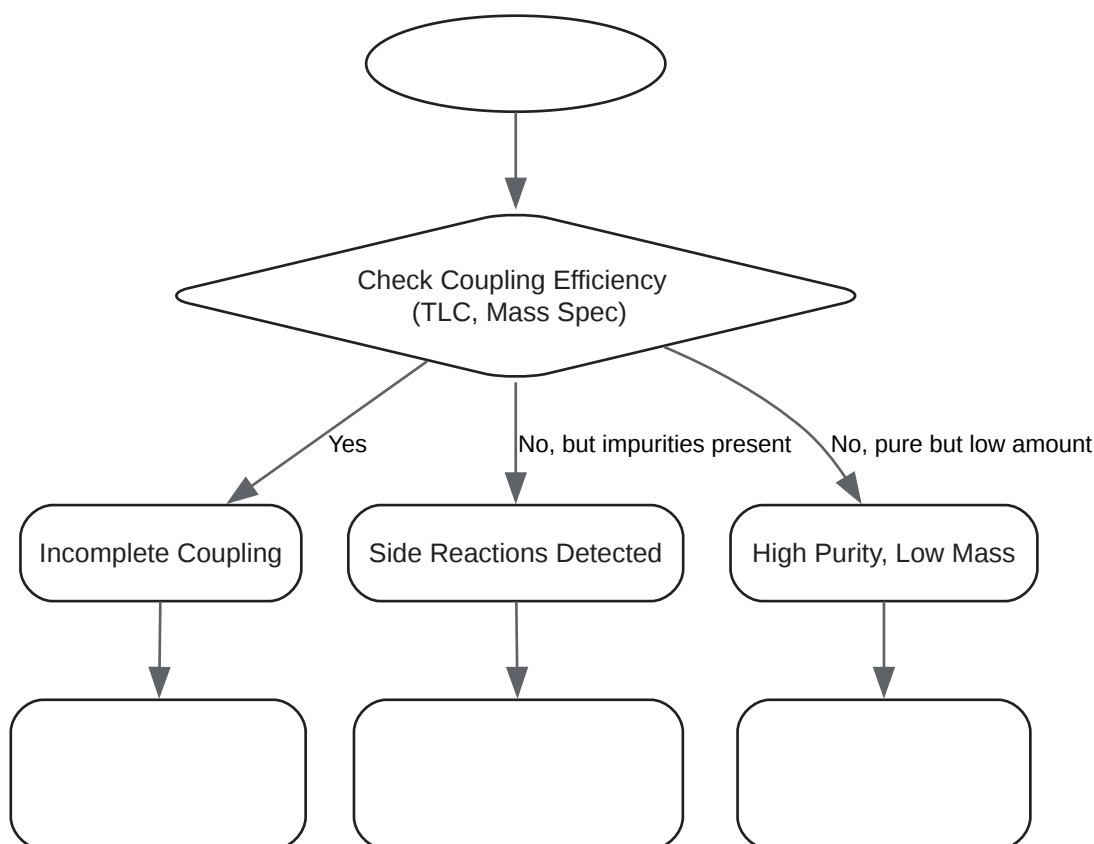 Check Coupling Efficiency
(TLC, Mass Spec)
Yes
No, but impurities present
No, pure but low amount
Incomplete Coupling
Side Reactions Detected
High Purity, Low Mass